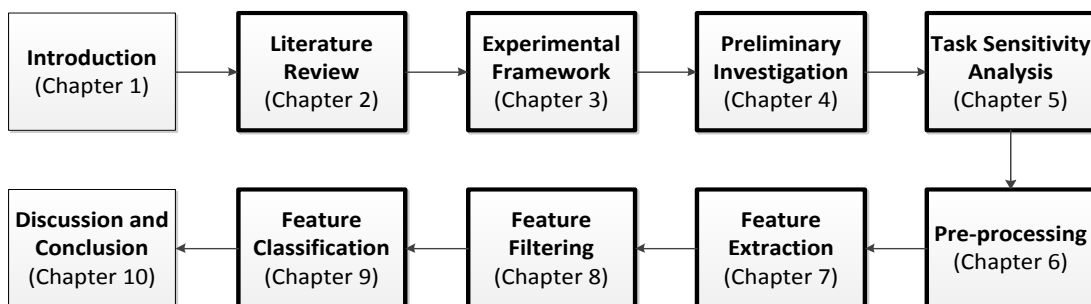 Introduction
(Chapter 1)
Literature
Review
(Chapter 2)
Experimental
Framework
(Chapter 3)
Preliminary
Investigation
(Chapter 4)
Task Sensitivity
Analysis
(Chapter 5)
Pre-processing
(Chapter 6)
Feature
Extraction
(Chapter 7)
Feature
Filtering
(Chapter 8)
Feature
Classification
(Chapter 9)
Discussion and
Conclusion
(Chapter 10)